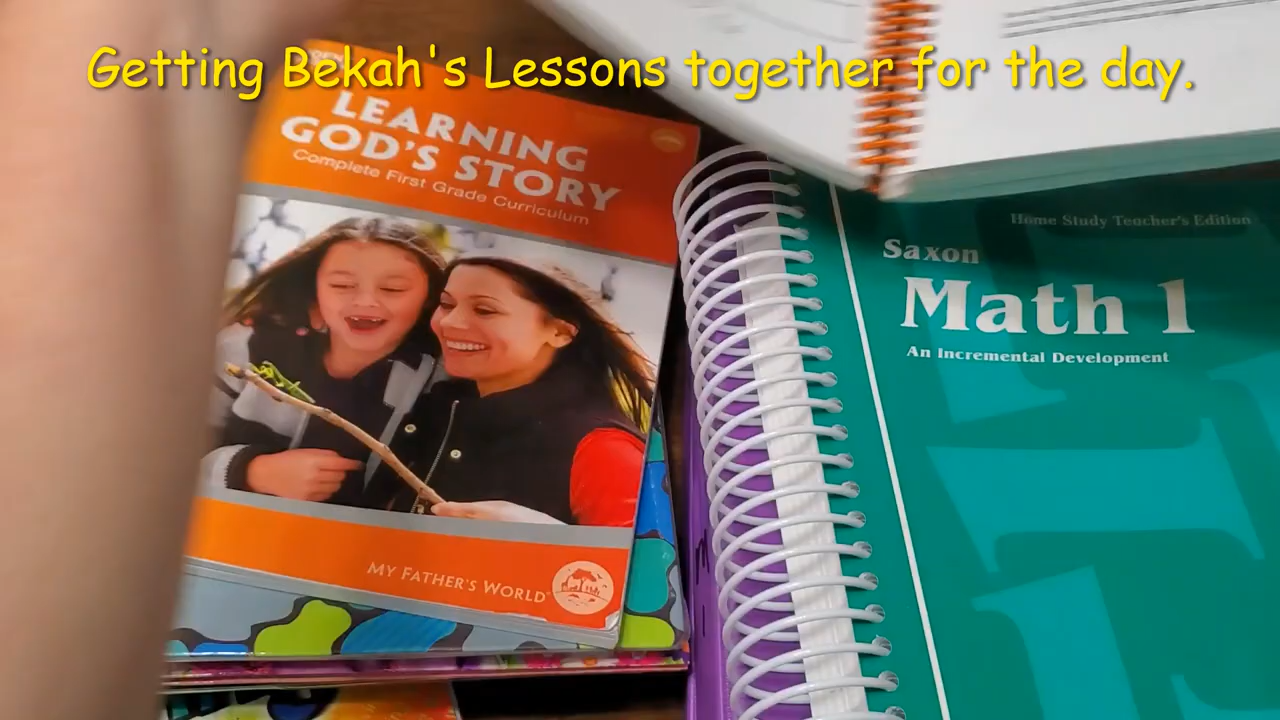 Getting Bekah's Lessons together for the day.
LEARNING
GOD'S STORY
Complete First Grade Curriculum
MY FATHER'S WORLD
Home Study Teacher's Edition
Saxon
Math 1
An Incremental Development